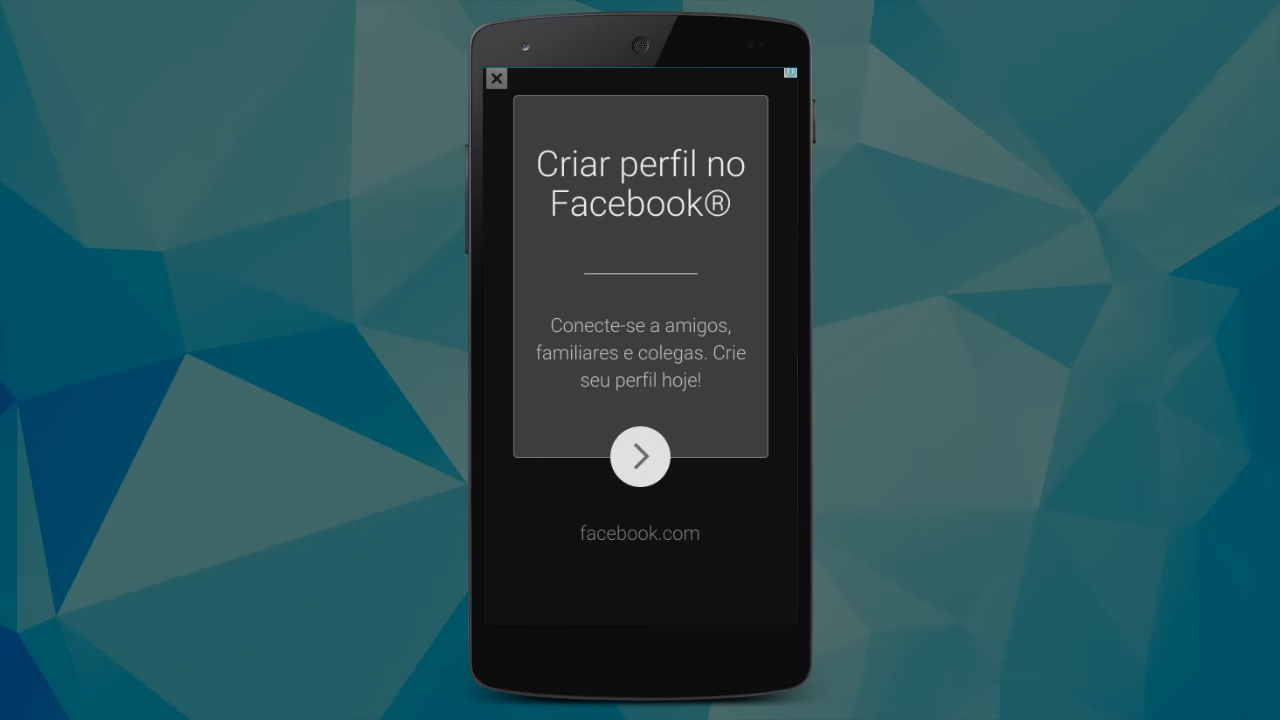 Criar perfil no
Facebook®
Conecte-se a amigos,
familiares e colegas. Crie
seu perfil hoje!
facebook.com